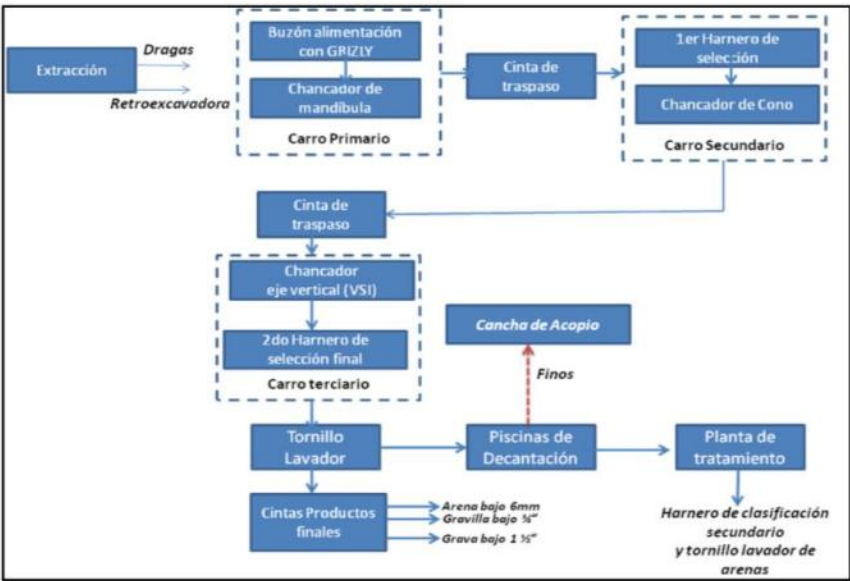 Extracción
Dragas
Retroexcavadora
Buzón alimentación
con GRIZLY
Chancador de
mandíbula
Carro Primario
Cinta de
traspaso
1er Harnero de
selección
Chancador de Cono
Carro Secundario
Cinta de
traspaso
Chancador
eje vertical (VSI)
2do Harnero de
selección final
Carro terciario
Cancha de Acopio
Finos
Tornillo
Lavador
Piscinas de
Decantación
Planta de
tratamiento
Cintas Productos
finales
Arena bajo 6mm
Gravilla bajo
Grava bajo 1 ½"
Harnero de clasificación
secundario
y tornillo lavador de
arenas